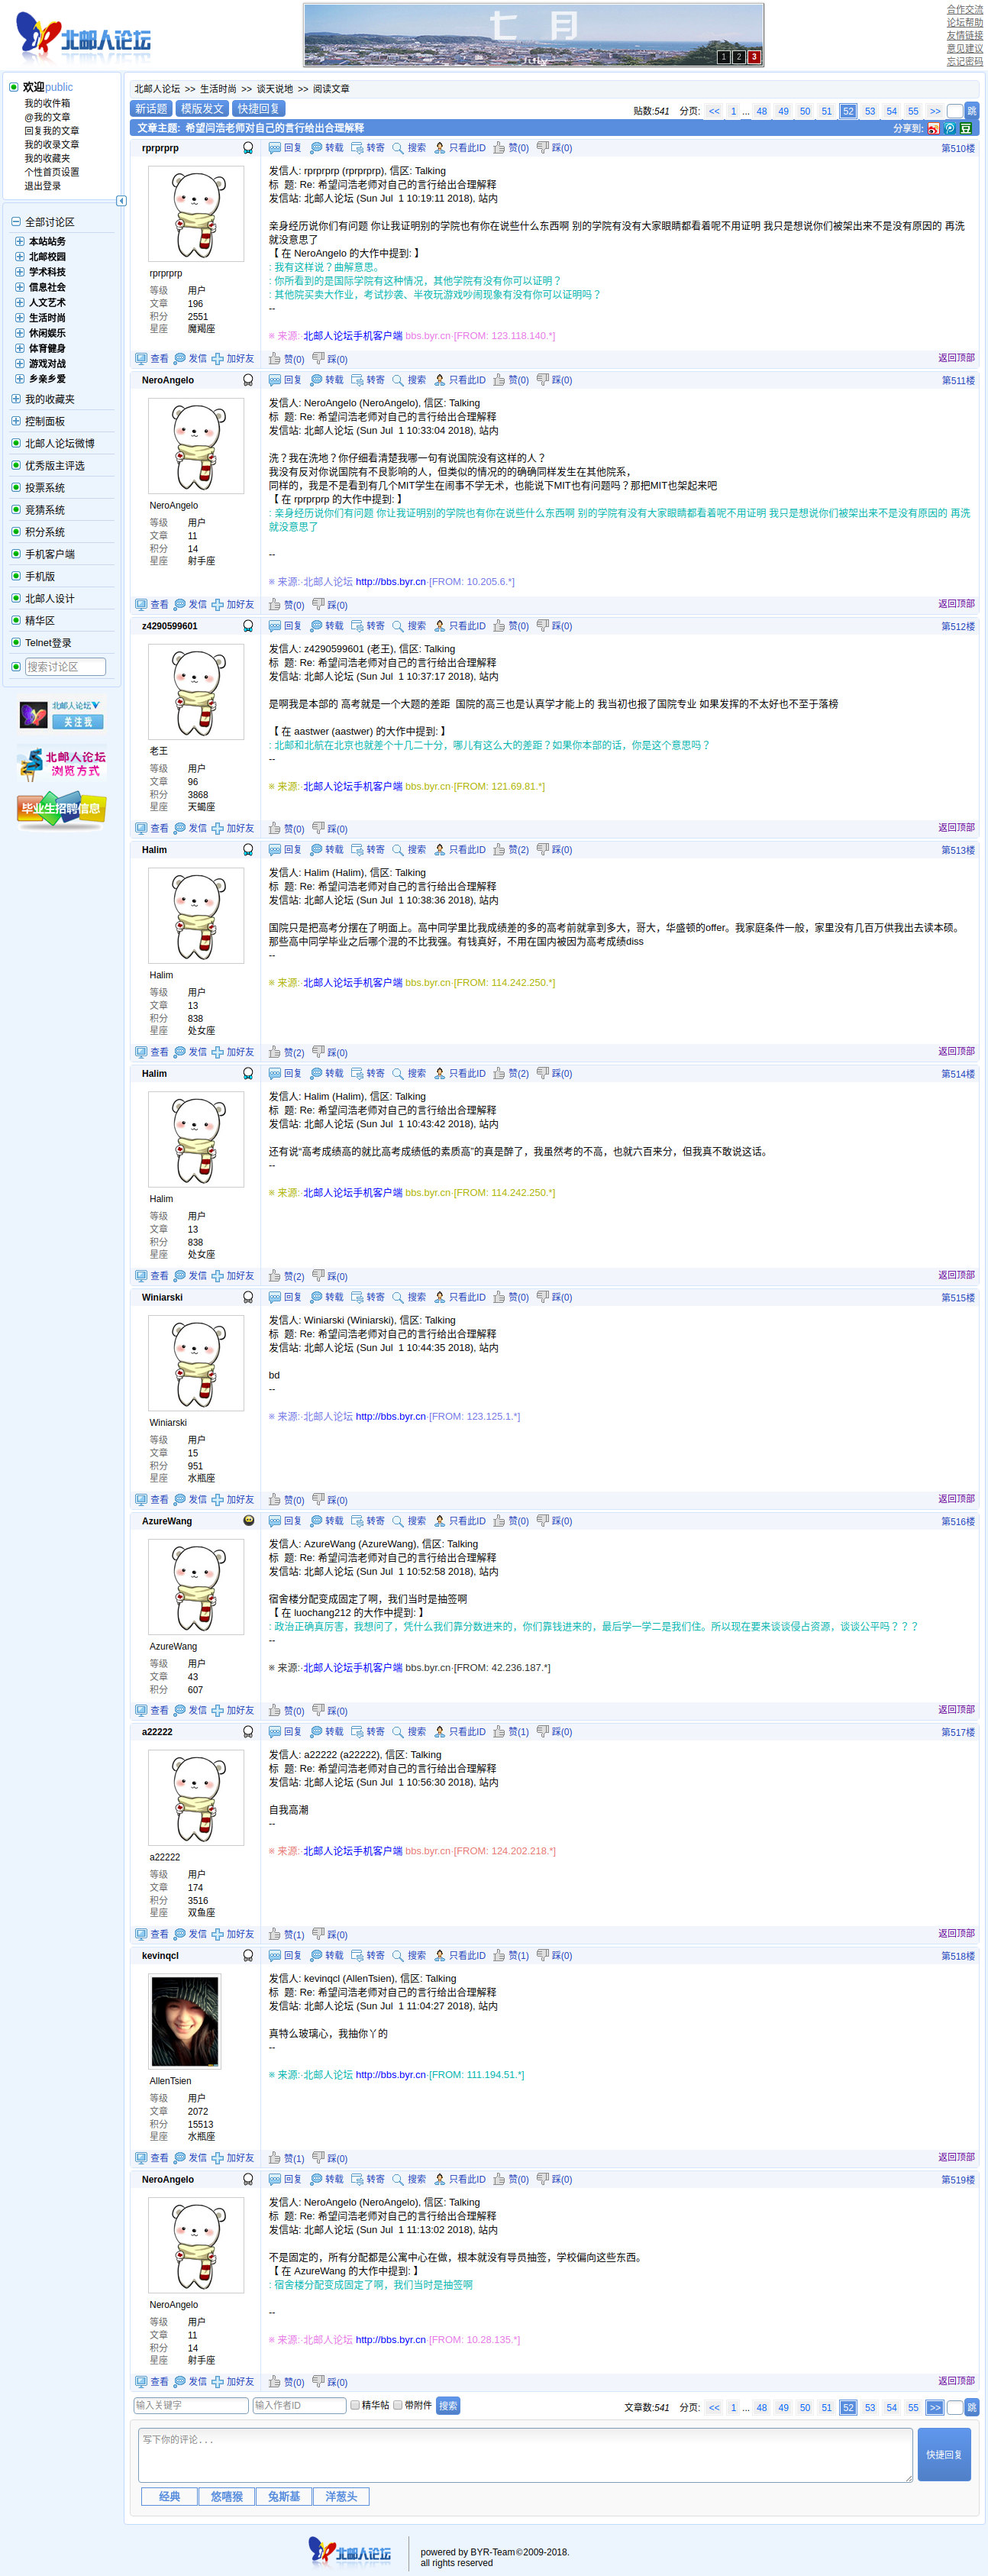 合作交流
论坛帮助
友情链接
意见建议
忘记密码
北邮人论坛
七 月
July
1 2 3
欢迎public
我的收件箱
@我的文章
回复我的文章
我的收录文章
我的收藏夹
个性首页设置
退出登录
全部讨论区
本站站务
北邮校园
学术科技
信息社会
人文艺术
生活时尚
休闲娱乐
体育健身
游戏对战
乡亲乡爱
我的收藏夹
控制面板
北邮人论坛微博
优秀版主评选
投票系统
竞猜系统
积分系统
手机客户端
手机版
北邮人设计
精华区
Telnet登录
搜索讨论区
北邮人论坛
关注我
北邮人论坛
浏览方式
毕业生招聘信息
北邮人论坛 >> 生活时尚 >> 谈天说地 >> 阅读文章
新话题 模版发文 快捷回复
贴数:541 分页: << 1 ... 48 49 50 51 52 53 54 55 >> 跳
文章主题: 希望闫浩老师对自己的言行给出合理解释 分享到:
rprprprp 回复 转载 转寄 搜索 只看此ID 赞(0) 踩(0) 第510楼
rprprprp
等级 用户
文章 196
积分 2551
星座 魔羯座
发信人: rprprprp (rprprprp), 信区: Talking
标 题: Re: 希望闫浩老师对自己的言行给出合理解释
发信站: 北邮人论坛 (Sun Jul 1 10:19:11 2018), 站内
亲身经历说你们有问题 你让我证明别的学院也有你在说些什么东西啊 别的学院有没有大家眼睛都看着呢不用证明 我只是想说你们被架出来不是没有原因的 再洗
就没意思了
【 在 NeroAngelo 的大作中提到: 】
: 我有这样说？曲解意思。
: 你所看到的是国际学院有这种情况，其他学院有没有你可以证明？
: 其他院买卖大作业，考试抄袭、半夜玩游戏吵闹现象有没有你可以证明吗？
--
※ 来源:·北邮人论坛手机客户端 bbs.byr.cn·[FROM: 123.118.140.*]
查看 发信 加好友 赞(0) 踩(0) 返回顶部
NeroAngelo 回复 转载 转寄 搜索 只看此ID 赞(0) 踩(0) 第511楼
NeroAngelo
等级 用户
文章 11
积分 14
星座 射手座
发信人: NeroAngelo (NeroAngelo), 信区: Talking
标 题: Re: 希望闫浩老师对自己的言行给出合理解释
发信站: 北邮人论坛 (Sun Jul 1 10:33:04 2018), 站内
洗？我在洗地？你仔细看清楚我哪一句有说国院没有这样的人？
我没有反对你说国院有不良影响的人，但类似的情况的的确确同样发生在其他院系，
同样的，我是不是看到有几个MIT学生在闹事不学无术，也能说下MIT也有问题吗？那把MIT也架起来吧
【 在 rprprprp 的大作中提到: 】
: 亲身经历说你们有问题 你让我证明别的学院也有你在说些什么东西啊 别的学院有没有大家眼睛都看着呢不用证明 我只是想说你们被架出来不是没有原因的 再洗
就没意思了
--
※ 来源:·北邮人论坛 http://bbs.byr.cn·[FROM: 10.205.6.*]
查看 发信 加好友 赞(0) 踩(0) 返回顶部
z4290599601 回复 转载 转寄 搜索 只看此ID 赞(0) 踩(0) 第512楼
老王
等级 用户
文章 96
积分 3868
星座 天蝎座
发信人: z4290599601 (老王), 信区: Talking
标 题: Re: 希望闫浩老师对自己的言行给出合理解释
发信站: 北邮人论坛 (Sun Jul 1 10:37:17 2018), 站内
是啊我是本部的 高考就是一个大题的差距 国院的高三也是认真学才能上的 我当初也报了国院专业 如果发挥的不太好也不至于落榜
【 在 aastwer (aastwer) 的大作中提到: 】
: 北邮和北航在北京也就差个十几二十分，哪儿有这么大的差距？如果你本部的话，你是这个意思吗？
--
※ 来源:·北邮人论坛手机客户端 bbs.byr.cn·[FROM: 121.69.81.*]
查看 发信 加好友 赞(0) 踩(0) 返回顶部
Halim 回复 转载 转寄 搜索 只看此ID 赞(2) 踩(0) 第513楼
Halim
等级 用户
文章 13
积分 838
星座 处女座
发信人: Halim (Halim), 信区: Talking
标 题: Re: 希望闫浩老师对自己的言行给出合理解释
发信站: 北邮人论坛 (Sun Jul 1 10:38:36 2018), 站内
国院只是把高考分摆在了明面上。高中同学里比我成绩差的多的高考前就拿到多大，哥大，华盛顿的offer。我家庭条件一般，家里没有几百万供我出去读本硕。
那些高中同学毕业之后哪个混的不比我强。有钱真好，不用在国内被因为高考成绩diss
--
※ 来源:·北邮人论坛手机客户端 bbs.byr.cn·[FROM: 114.242.250.*]
查看 发信 加好友 赞(2) 踩(0) 返回顶部
Halim 回复 转载 转寄 搜索 只看此ID 赞(2) 踩(0) 第514楼
Halim
等级 用户
文章 13
积分 838
星座 处女座
发信人: Halim (Halim), 信区: Talking
标 题: Re: 希望闫浩老师对自己的言行给出合理解释
发信站: 北邮人论坛 (Sun Jul 1 10:43:42 2018), 站内
还有说“高考成绩高的就比高考成绩低的素质高”的真是醉了，我虽然考的不高，也就六百来分，但我真不敢说这话。
--
※ 来源:·北邮人论坛手机客户端 bbs.byr.cn·[FROM: 114.242.250.*]
查看 发信 加好友 赞(2) 踩(0) 返回顶部
Winiarski 回复 转载 转寄 搜索 只看此ID 赞(0) 踩(0) 第515楼
Winiarski
等级 用户
文章 15
积分 951
星座 水瓶座
发信人: Winiarski (Winiarski), 信区: Talking
标 题: Re: 希望闫浩老师对自己的言行给出合理解释
发信站: 北邮人论坛 (Sun Jul 1 10:44:35 2018), 站内
bd
--
※ 来源:·北邮人论坛 http://bbs.byr.cn·[FROM: 123.125.1.*]
查看 发信 加好友 赞(0) 踩(0) 返回顶部
AzureWang 回复 转载 转寄 搜索 只看此ID 赞(0) 踩(0) 第516楼
AzureWang
等级 用户
文章 43
积分 607
发信人: AzureWang (AzureWang), 信区: Talking
标 题: Re: 希望闫浩老师对自己的言行给出合理解释
发信站: 北邮人论坛 (Sun Jul 1 10:52:58 2018), 站内
宿舍楼分配变成固定了啊，我们当时是抽签啊
【 在 luochang212 的大作中提到: 】
: 政治正确真厉害，我想问了，凭什么我们靠分数进来的，你们靠钱进来的，最后学一学二是我们住。所以现在要来谈谈侵占资源，谈谈公平吗？？？
--
※ 来源:·北邮人论坛手机客户端 bbs.byr.cn·[FROM: 42.236.187.*]
查看 发信 加好友 赞(0) 踩(0) 返回顶部
a22222 回复 转载 转寄 搜索 只看此ID 赞(1) 踩(0) 第517楼
a22222
等级 用户
文章 174
积分 3516
星座 双鱼座
发信人: a22222 (a22222), 信区: Talking
标 题: Re: 希望闫浩老师对自己的言行给出合理解释
发信站: 北邮人论坛 (Sun Jul 1 10:56:30 2018), 站内
自我高潮
--
※ 来源:·北邮人论坛手机客户端 bbs.byr.cn·[FROM: 124.202.218.*]
查看 发信 加好友 赞(1) 踩(0) 返回顶部
kevinqcl 回复 转载 转寄 搜索 只看此ID 赞(1) 踩(0) 第518楼
AllenTsien
等级 用户
文章 2072
积分 15513
星座 水瓶座
发信人: kevinqcl (AllenTsien), 信区: Talking
标 题: Re: 希望闫浩老师对自己的言行给出合理解释
发信站: 北邮人论坛 (Sun Jul 1 11:04:27 2018), 站内
真特么玻璃心，我抽你丫的
--
※ 来源:·北邮人论坛 http://bbs.byr.cn·[FROM: 111.194.51.*]
查看 发信 加好友 赞(1) 踩(0) 返回顶部
NeroAngelo 回复 转载 转寄 搜索 只看此ID 赞(0) 踩(0) 第519楼
NeroAngelo
等级 用户
文章 11
积分 14
星座 射手座
发信人: NeroAngelo (NeroAngelo), 信区: Talking
标 题: Re: 希望闫浩老师对自己的言行给出合理解释
发信站: 北邮人论坛 (Sun Jul 1 11:13:02 2018), 站内
不是固定的，所有分配都是公寓中心在做，根本就没有导员抽签，学校偏向这些东西。
【 在 AzureWang 的大作中提到: 】
: 宿舍楼分配变成固定了啊，我们当时是抽签啊
--
※ 来源:·北邮人论坛 http://bbs.byr.cn·[FROM: 10.28.135.*]
查看 发信 加好友 赞(0) 踩(0) 返回顶部
输入关键字 输入作者ID 精华帖 带附件 搜索
文章数:541 分页: << 1 ... 48 49 50 51 52 53 54 55 >> 跳
写下你的评论...
快捷回复
经典 悠嘻猴 兔斯基 洋葱头
北邮人论坛
powered by BYR-Team©2009-2018.
all rights reserved